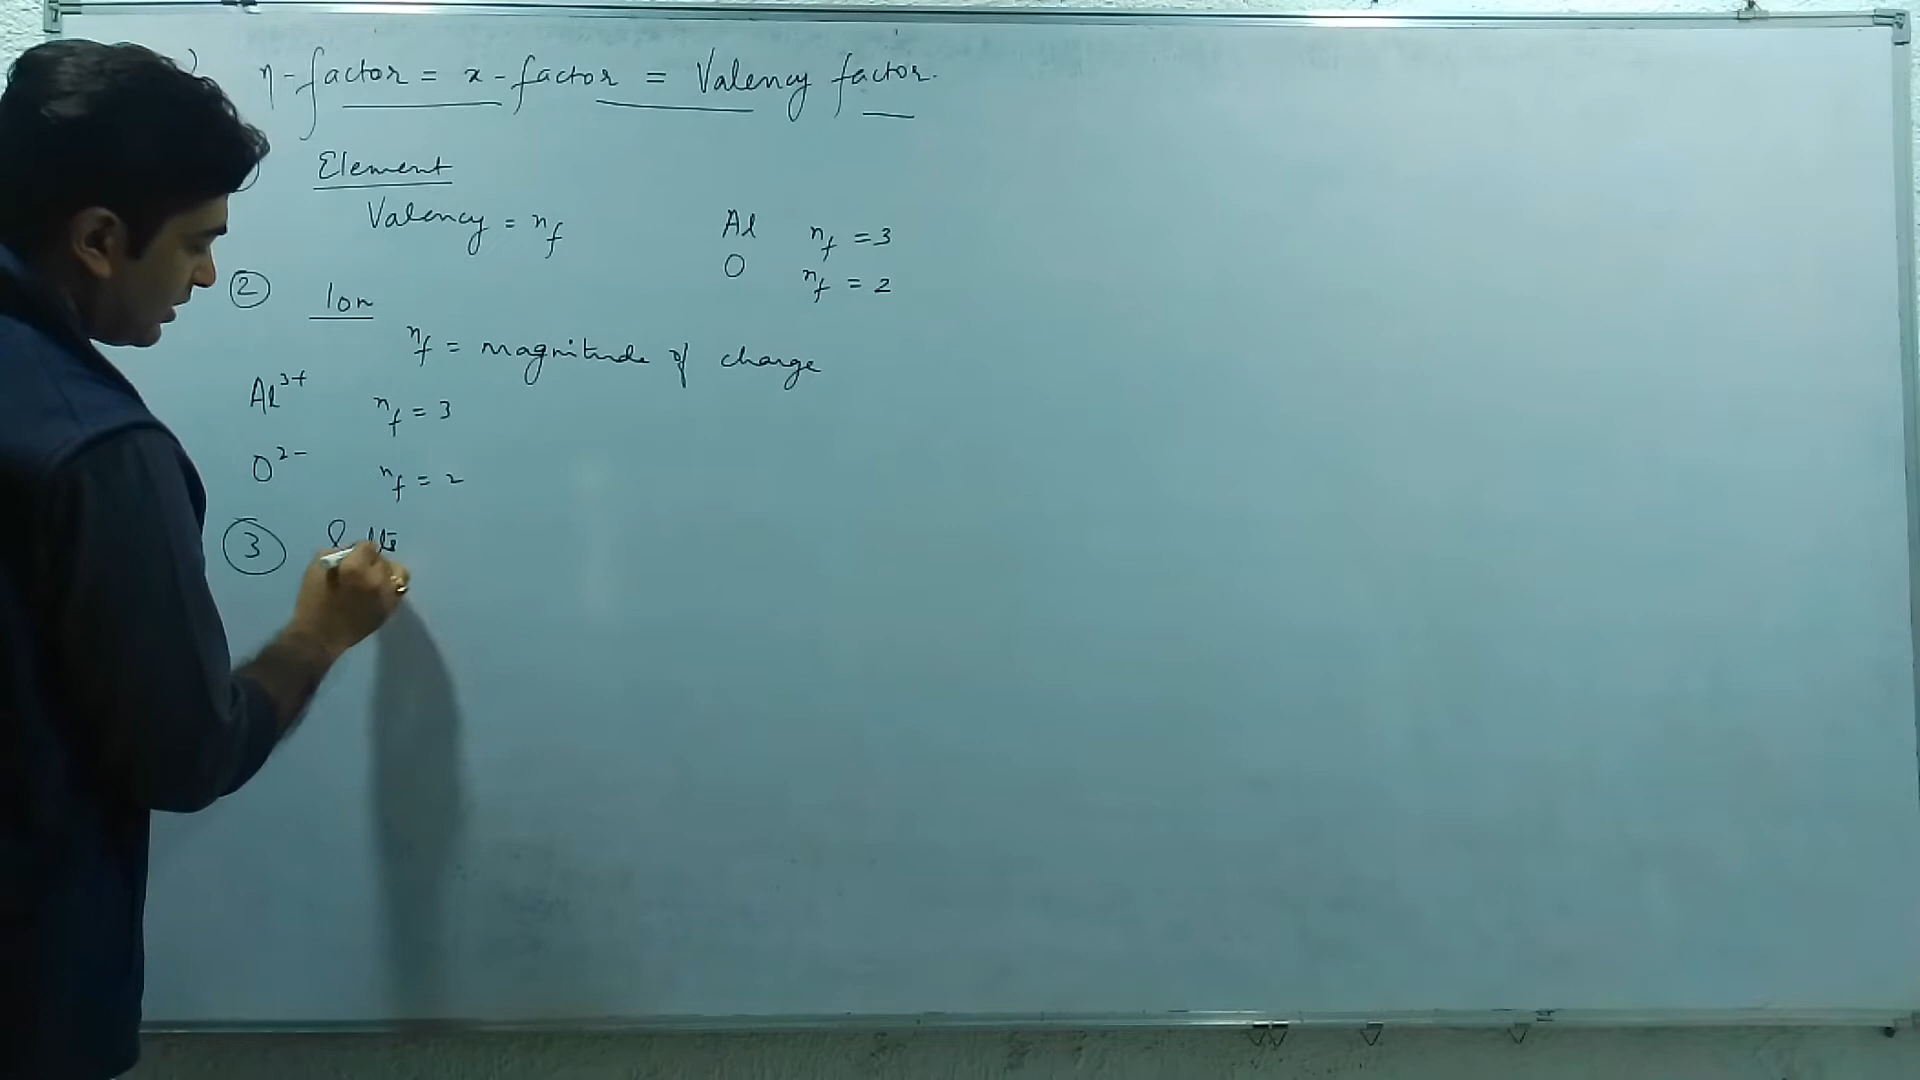 ) η-factor = x-factor = Valency factor.
Element
Valency = nf
Al nf = 3
O nf = 2
② Ion
nf = magnitude of change
Al³⁺ nf = 3
O²⁻ nf = 2
③